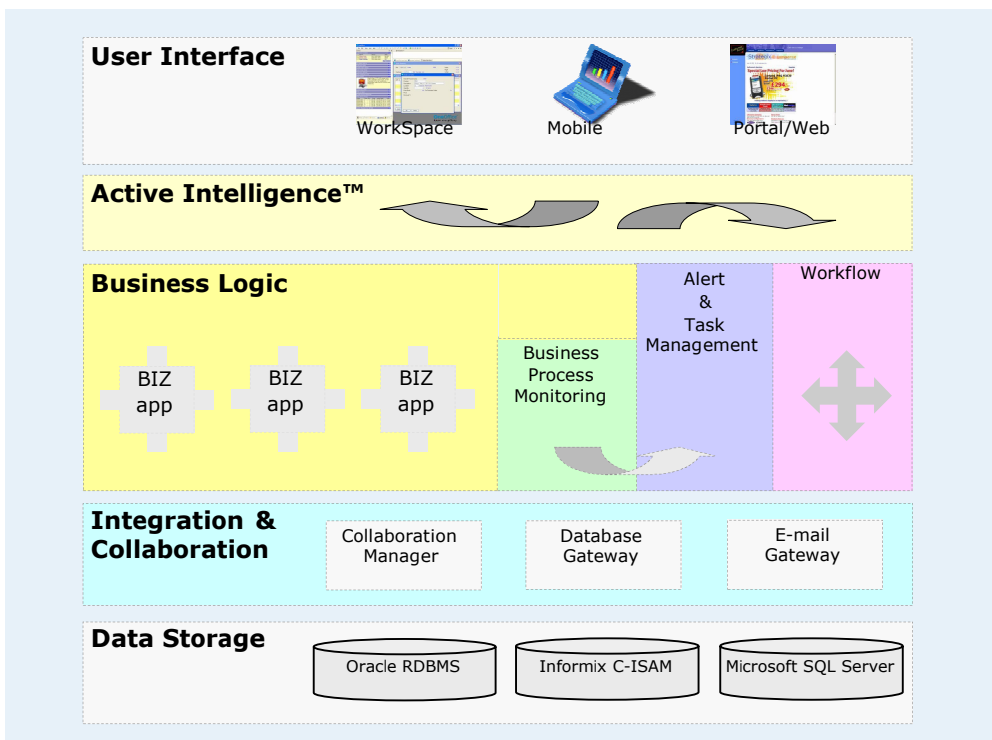 User Interface
WorkSpace
Mobile
Portal/Web
Active Intelligence™
Business Logic
BIZ
app
BIZ
app
BIZ
app
Business
Process
Monitoring
Alert
&
Task
Management
Workflow
Integration &
Collaboration
Collaboration
Manager
Database
Gateway
E-mail
Gateway
Data Storage
Oracle RDBMS
Informix C-ISAM
Microsoft SQL Server